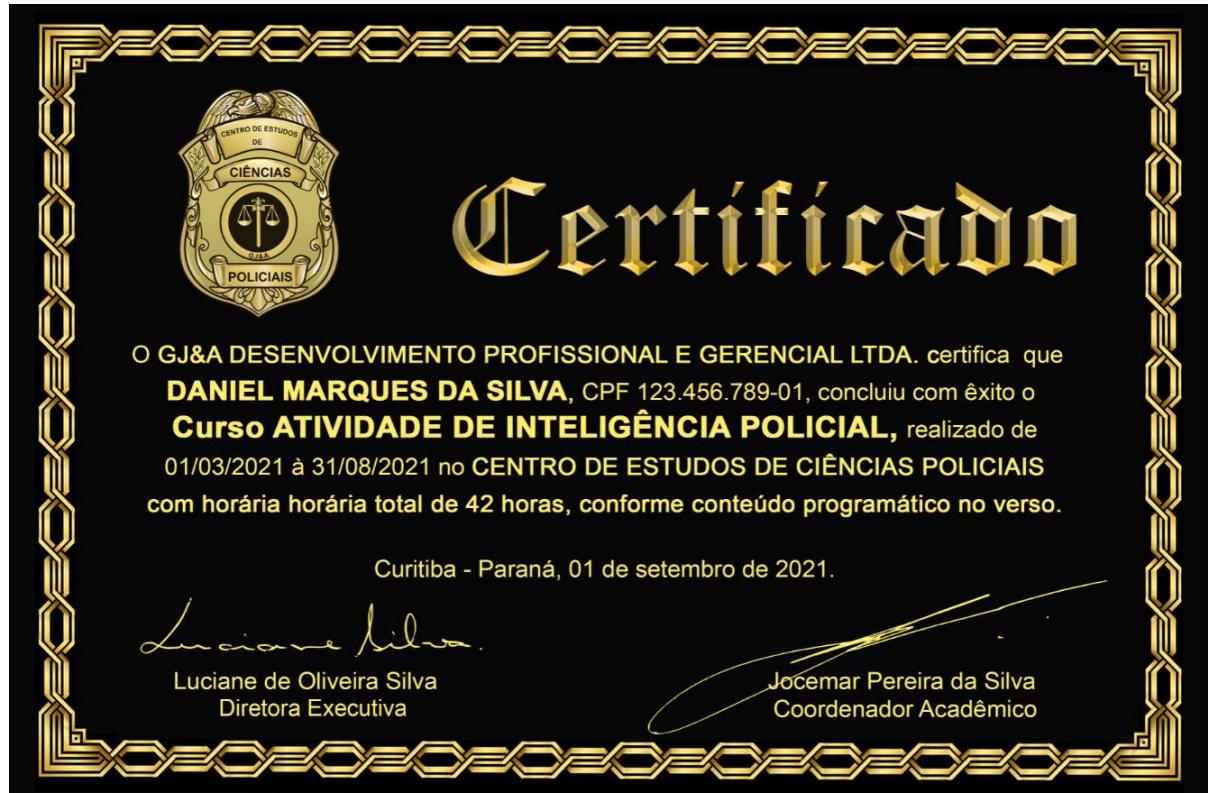 CENTRO DE ESTUDOS
DE
CIÊNCIAS
GJ&A
POLICIAIS
Certificado
O GJ&A DESENVOLVIMENTO PROFISSIONAL E GERENCIAL LTDA. certifica que
DANIEL MARQUES DA SILVA, CPF 123.456.789-01, concluiu com êxito o
Curso ATIVIDADE DE INTELIGÊNCIA POLICIAL, realizado de
01/03/2021 à 31/08/2021 no CENTRO DE ESTUDOS DE CIÊNCIAS POLICIAIS
com horária horária total de 42 horas, conforme conteúdo programático no verso.
Curitiba - Paraná, 01 de setembro de 2021.
Luciane Silva.
Luciane de Oliveira Silva
Diretora Executiva
Jocemar Pereira da Silva
Coordenador Acadêmico